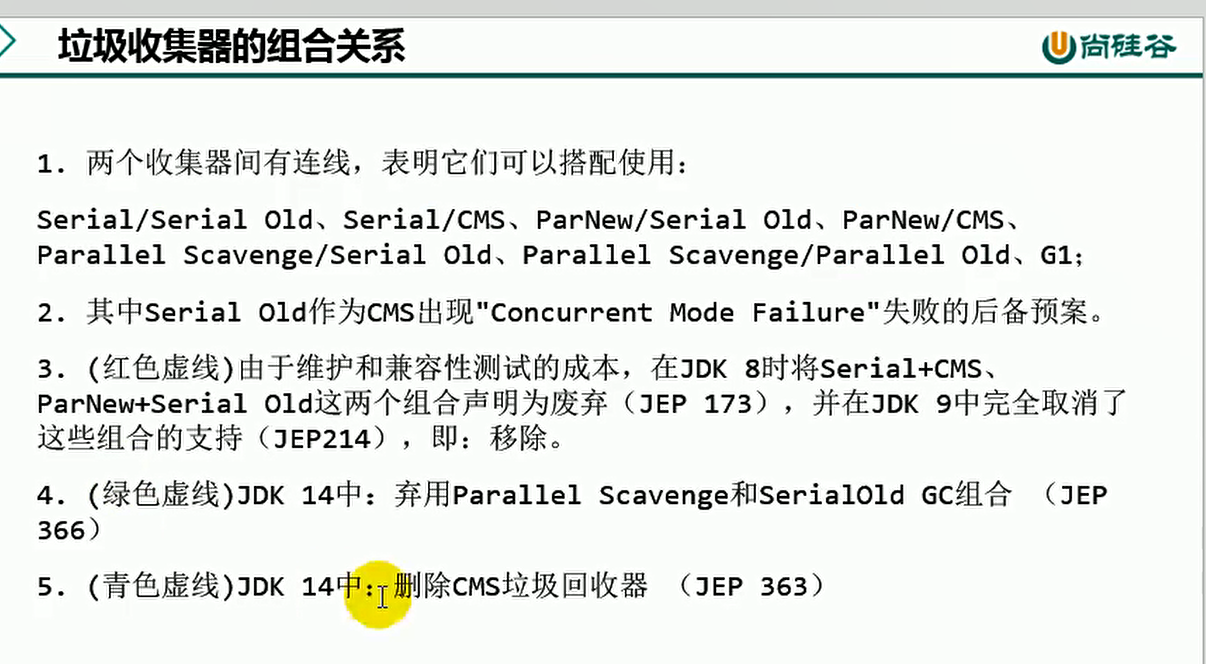 垃圾收集器的组合关系
尚硅谷
1. 两个收集器间有连线，表明它们可以搭配使用：
Serial/Serial Old、Serial/CMS、ParNew/Serial Old、ParNew/CMS、
Parallel Scavenge/Serial Old、Parallel Scavenge/Parallel Old、G1；
2. 其中Serial Old作为CMS出现"Concurrent Mode Failure"失败的后备预案。
3. (红色虚线)由于维护和兼容性测试的成本，在JDK 8时将Serial+CMS、
ParNew+Serial Old这两个组合声明为废弃（JEP 173），并在JDK 9中完全取消了
这些组合的支持（JEP214），即：移除。
4. (绿色虚线)JDK 14中：弃用Parallel Scavenge和SerialOld GC组合 （JEP
366）
5. (青色虚线)JDK 14中：删除CMS垃圾回收器 （JEP 363）